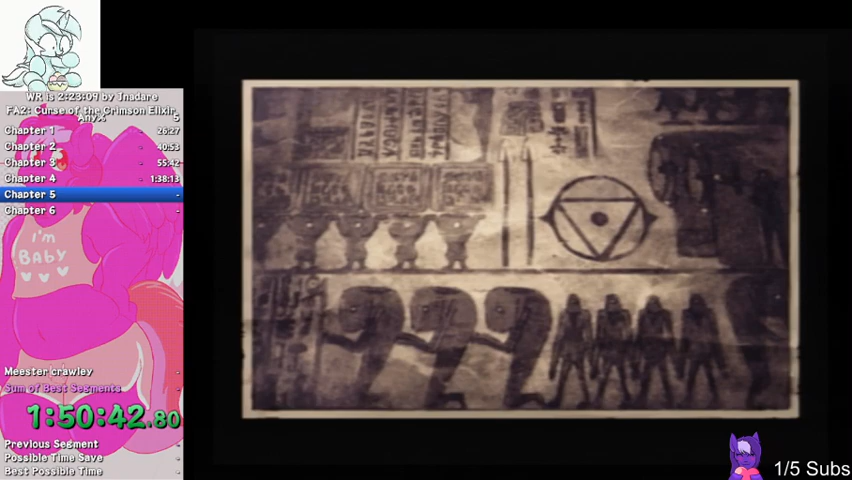 WR is 2:23:09 by Inadare
FA2: Curse of the Crimson Elixir
Any% 5
Chapter 1 - 26:27
Chapter 2 - 40:53
Chapter 3 - 55:42
Chapter 4 - 1:38:13
Chapter 5 -
Chapter 6 -
I'm
BABY
Meester crawley -
Sum of Best Segments -
1:50:42.80
Previous Segment -
Possible Time Save -
Best Possible Time -
1/5 Subs